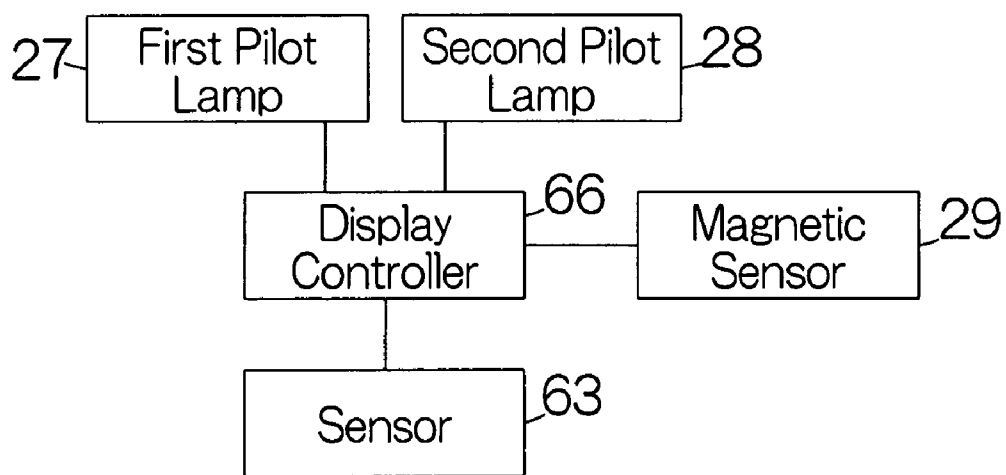 27
First Pilot
Lamp
Second Pilot
Lamp
28
Display
Controller
66
Magnetic
Sensor
29
Sensor
63